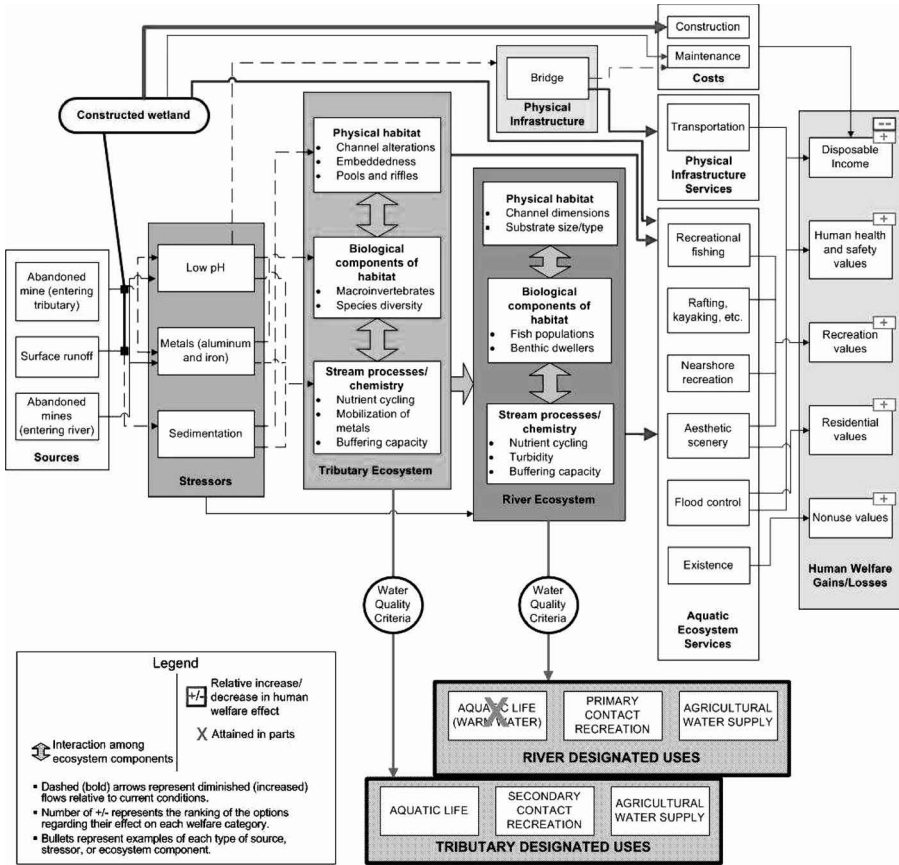 Construction
Maintenance
Costs
Bridge
Physical
Infrastructure
Constructed wetland
Transportation
Physical
Infrastructure
Services
--
+
Disposable
Income
Physical habitat
• Channel alterations
• Embeddedness
• Pools and riffles
Physical habitat
• Channel dimensions
• Substrate size/type
Recreational
fishing
+
Human health
and safety
values
Low pH
Biological
components of
habitat
• Macroinvertebrates
• Species diversity
Abandoned
mine (entering
tributary)
Rafting,
kayaking, etc.
Biological
components of
habitat
• Fish populations
• Benthic dwellers
+
Recreation
values
Surface runoff
Metals (aluminum
and iron)
Nearshore
recreation
Stream processes/
chemistry
• Nutrient cycling
• Mobilization of
metals
• Buffering capacity
Abandoned
mines
(entering river)
Sources
Sedimentation
Stressors
Tributary Ecosystem
Stream processes/
chemistry
• Nutrient cycling
• Turbidity
• Buffering capacity
River Ecosystem
Aesthetic
scenery
+
Residential
values
Flood control
+
Nonuse values
Existence
Human Welfare
Gains/Losses
Aquatic
Ecosystem
Services
Water
Quality
Criteria
Water
Quality
Criteria
Legend
+/-
Relative increase/
decrease in human
welfare effect
X Attained in parts
Interaction among
ecosystem components
▪ Dashed (bold) arrows represent diminished (increased)
flows relative to current conditions.
▪ Number of +/- represents the ranking of the options
regarding their effect on each welfare category.
▪ Bullets represent examples of each type of source,
stressor, or ecosystem component.
X
AQUATIC LIFE
(WARM WATER)
PRIMARY
CONTACT
RECREATION
AGRICULTURAL
WATER SUPPLY
RIVER DESIGNATED USES
AQUATIC LIFE
SECONDARY
CONTACT
RECREATION
AGRICULTURAL
WATER SUPPLY
TRIBUTARY DESIGNATED USES